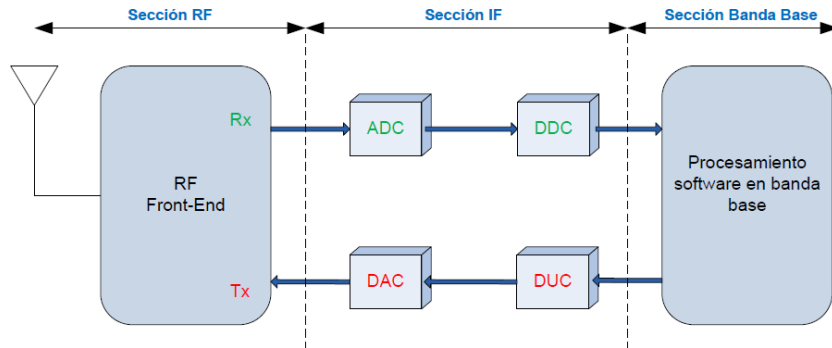 Sección RF
Sección IF
Sección Banda Base
Rx
ADC
DDC
RF
Front-End
Procesamiento
software en banda
base
Tx
DAC
DUC